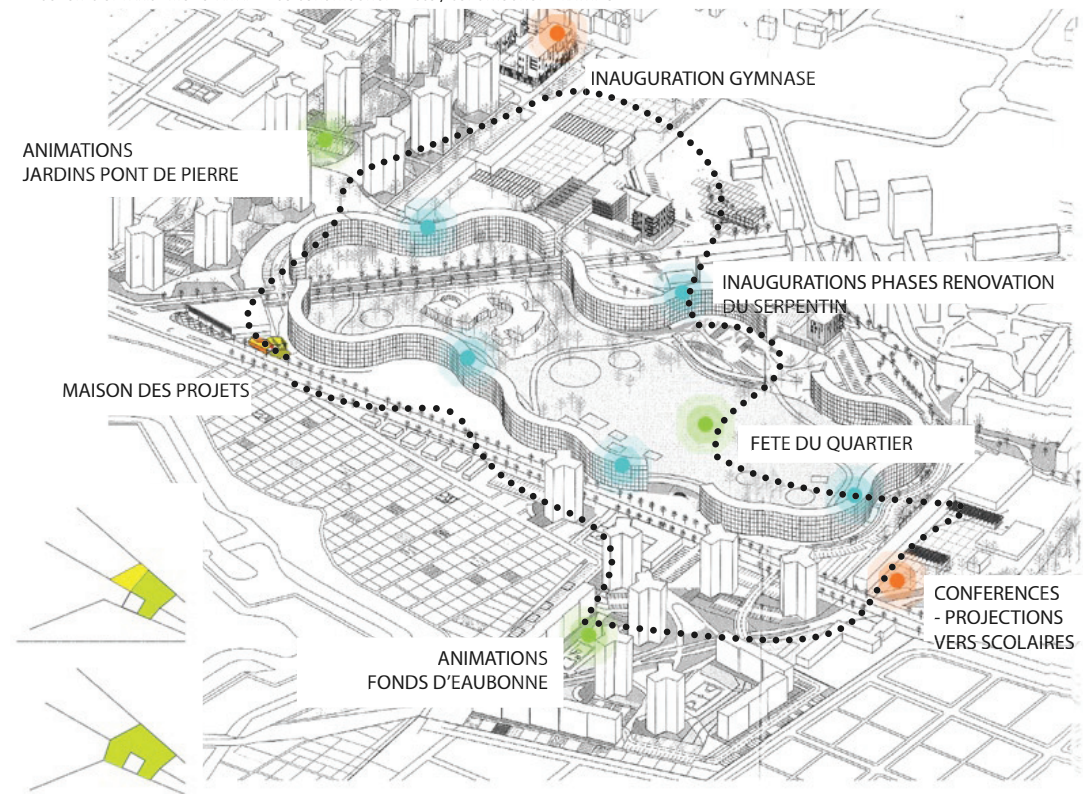 INAUGURATION GYMNASE
ANIMATIONS
JARDINS PONT DE PIERRE
INAUGURATIONS PHASES RENOVATION
DU SERPENTIN
MAISON DES PROJETS
FETE DU QUARTIER
CONFERENCES
- PROJECTIONS
VERS SCOLAIRES
ANIMATIONS
FONDS D'EAUBONNE